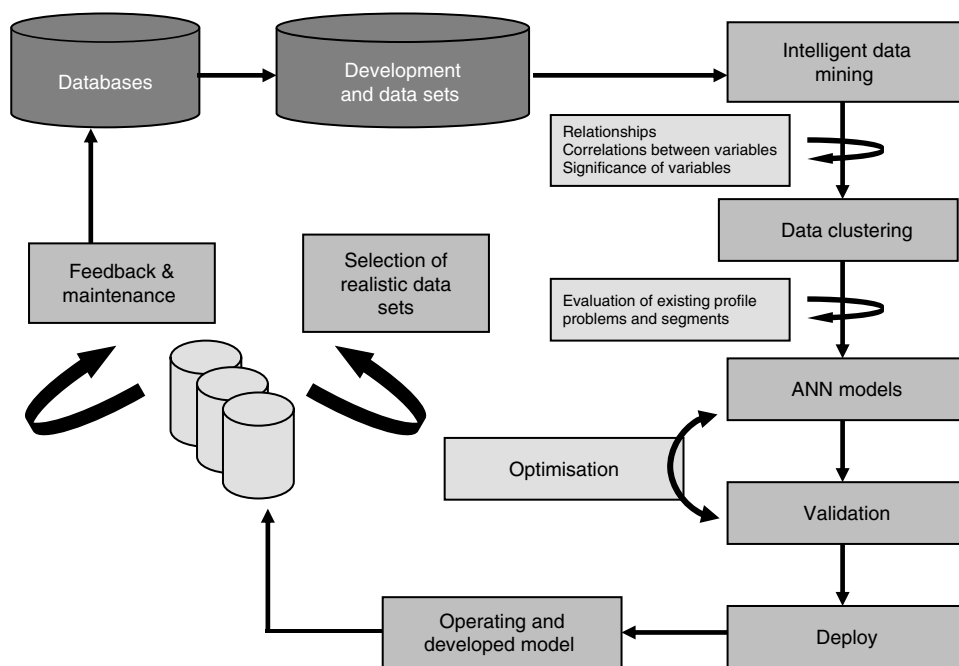 Databases
Development
and data sets
Intelligent data
mining
Relationships
Correlations between variables
Significance of variables
Data clustering
Feedback &
maintenance
Selection of
realistic data
sets
Evaluation of existing profile
problems and segments
ANN models
Optimisation
Validation
Operating and
developed model
Deploy